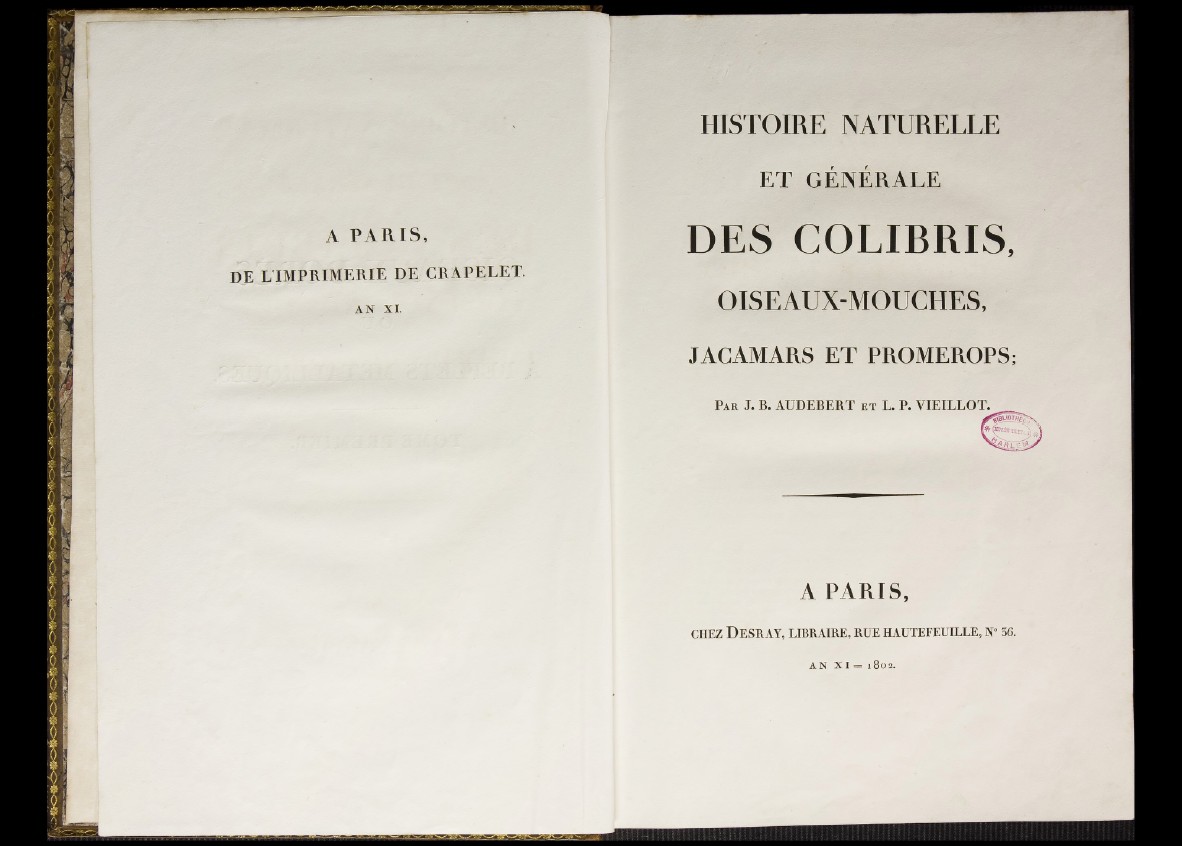 A PARIS,
DE L'IMPRIMERIE DE CRAPELET.
AN XI.
HISTOIRE NATURELLE
ET GÉNÉRALE
DES COLIBRIS,
OISEAUX-MOUCHES,
JACAMARS ET PROMEROPS;
PAR J. B. AUDEBERT ET L. P. VIEILLOT.
HARLEM
A PARIS,
CHEZ DESRAY, LIBRAIRE, RUE HAUTEFEUILLE, N° 36.
AN XI = 1802.